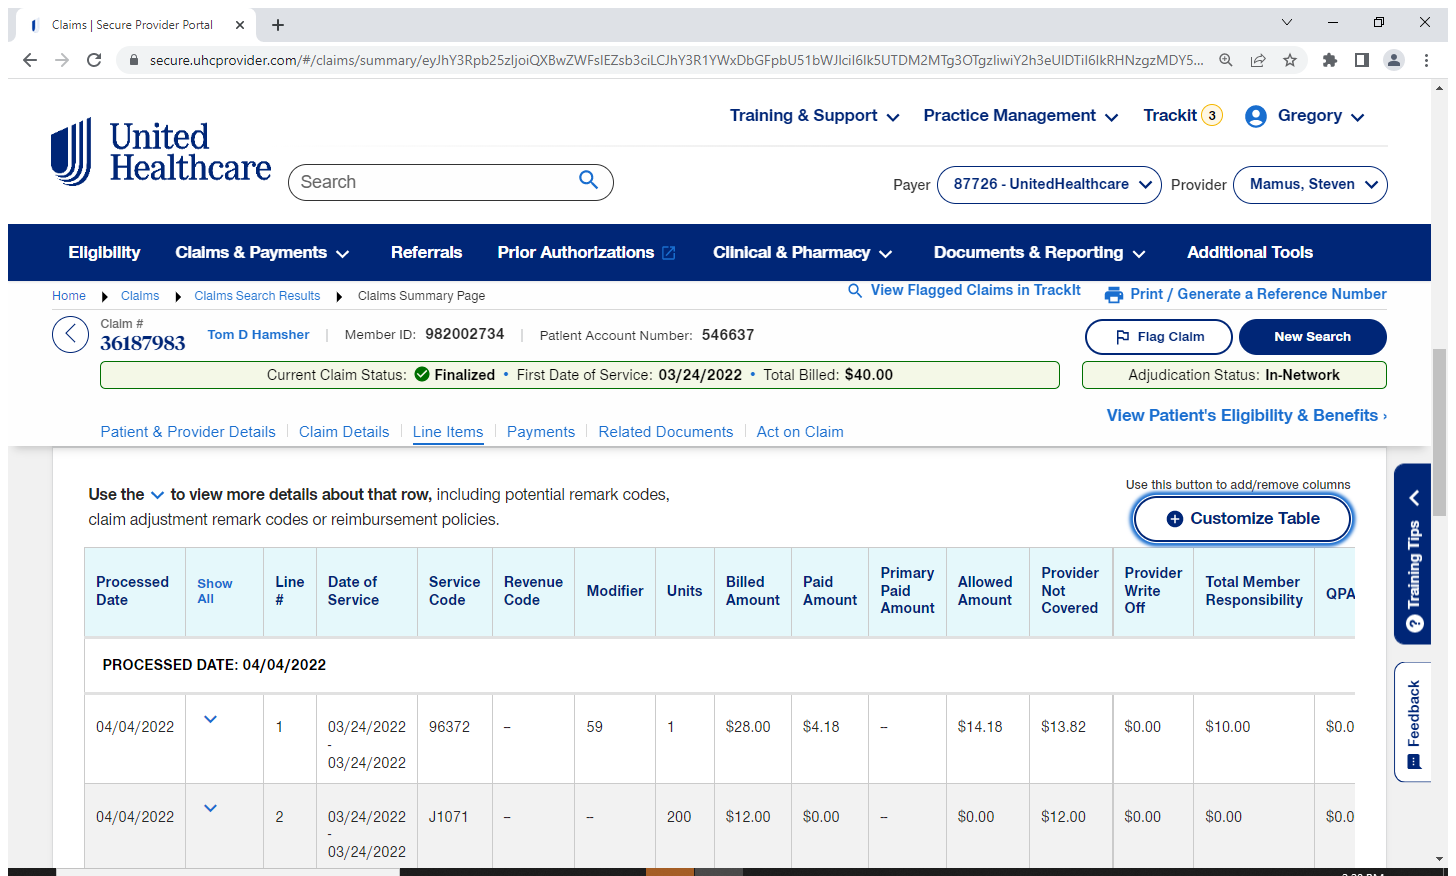 Claims | Secure Provider Portal
secure.uhcprovider.com/#/claims/summary/eyJhY3Rpb25zIjoiQXBwZWFsIEZsb3ciLCJhY3R1YWxDbGFpbU51bWJlciI6Ik5UTDM2MTg3OTgzIiwiY2h3eUlDTiI6IkRHNzgzMDY5...
United
Healthcare
Training & Support
Practice Management
Trackit 3
Gregory
Search
Payer 87726 - UnitedHealthcare Provider Mamus, Steven
Eligibility Claims & Payments Referrals Prior Authorizations Clinical & Pharmacy Documents & Reporting Additional Tools
Home Claims Claims Search Results Claims Summary Page
View Flagged Claims in TrackIt Print / Generate a Reference Number
Claim #
36187983
Tom D Hamsher | Member ID: 982002734 | Patient Account Number: 546637
Flag Claim New Search
Current Claim Status: Finalized • First Date of Service: 03/24/2022 • Total Billed: $40.00
Adjudication Status: In-Network
View Patient's Eligibility & Benefits ›
Patient & Provider Details | Claim Details | Line Items | Payments | Related Documents | Act on Claim
Use the to view more details about that row, including potential remark codes,
claim adjustment remark codes or reimbursement policies.
Use this button to add/remove columns
Customize Table
Processed Date Show All Line # Date of Service Service Code Revenue Code Modifier Units Billed Amount Paid Amount Primary Paid Amount Allowed Amount Provider Not Covered Provider Write Off Total Member Responsibility QPA
PROCESSED DATE: 04/04/2022
04/04/2022 1 03/24/2022 - 03/24/2022 96372 – 59 1 $28.00 $4.18 – $14.18 $13.82 $0.00 $10.00 $0.0
04/04/2022 2 03/24/2022 - 03/24/2022 J1071 – – 200 $12.00 $0.00 – $0.00 $12.00 $0.00 $0.00 $0.0
Training Tips
Feedback